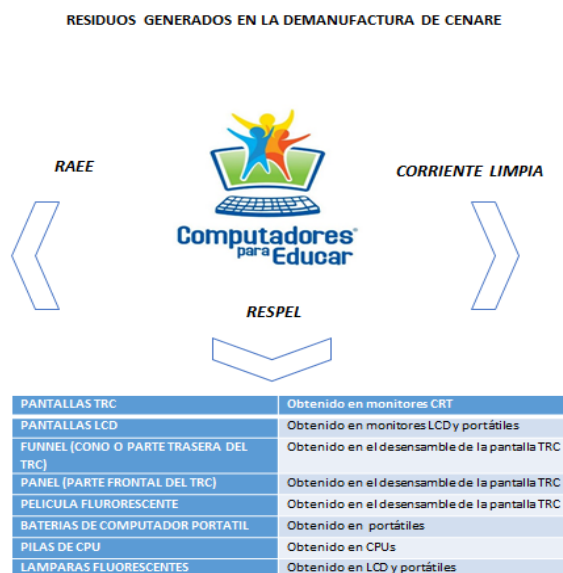 RESIDUOS GENERADOS EN LA DEMANUFACTURA DE CENARE
RAEE
CORRIENTE LIMPIA
Computadores
para Educar
RESPEL
PANTALLAS TRC Obtenido en monitores CRT
PANTALLAS LCD Obtenido en monitores LCD y portátiles
FUNNEL (CONO O PARTE TRASERA DEL Obtenido en el desensamble de la pantalla TRC
TRC)
PANEL (PARTE FRONTAL DEL TRC) Obtenido en el desensamble de la pantalla TRC
PELICULA FLURORESCENTE Obtenido en el desensamble de la pantalla TRC
BATERIAS DE COMPUTADOR PORTATIL Obtenido en portátiles
PILAS DE CPU Obtenido en CPUs
LAMPARAS FLUORESCENTES Obtenido en LCD y portátiles